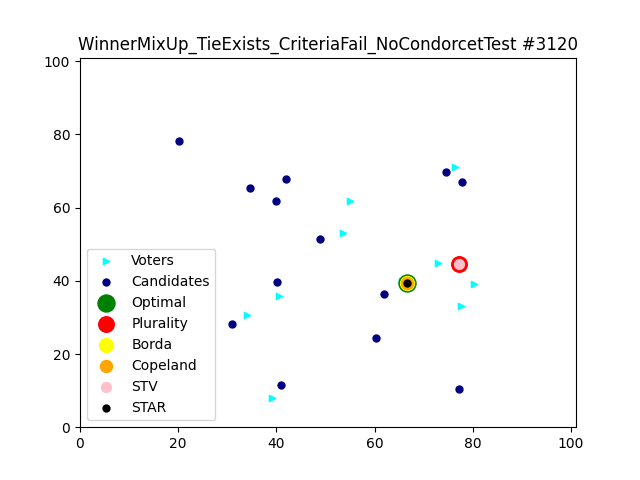 WinnerMixUp_TieExists_CriteriaFail_NoCondorcetTest #3120
100
80
60
40
20
0
Voters
Candidates
Optimal
Plurality
Borda
Copeland
STV
STAR
0 20 40 60 80 100